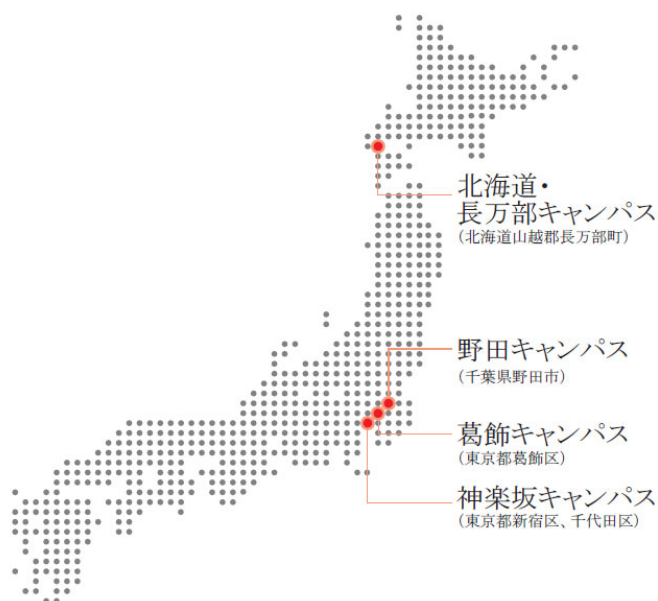 北海道・
長万部キャンパス
(北海道山越郡長万部町)
野田キャンパス
(千葉県野田市)
葛飾キャンパス
(東京都葛飾区)
神楽坂キャンパス
(東京都新宿区、千代田区)